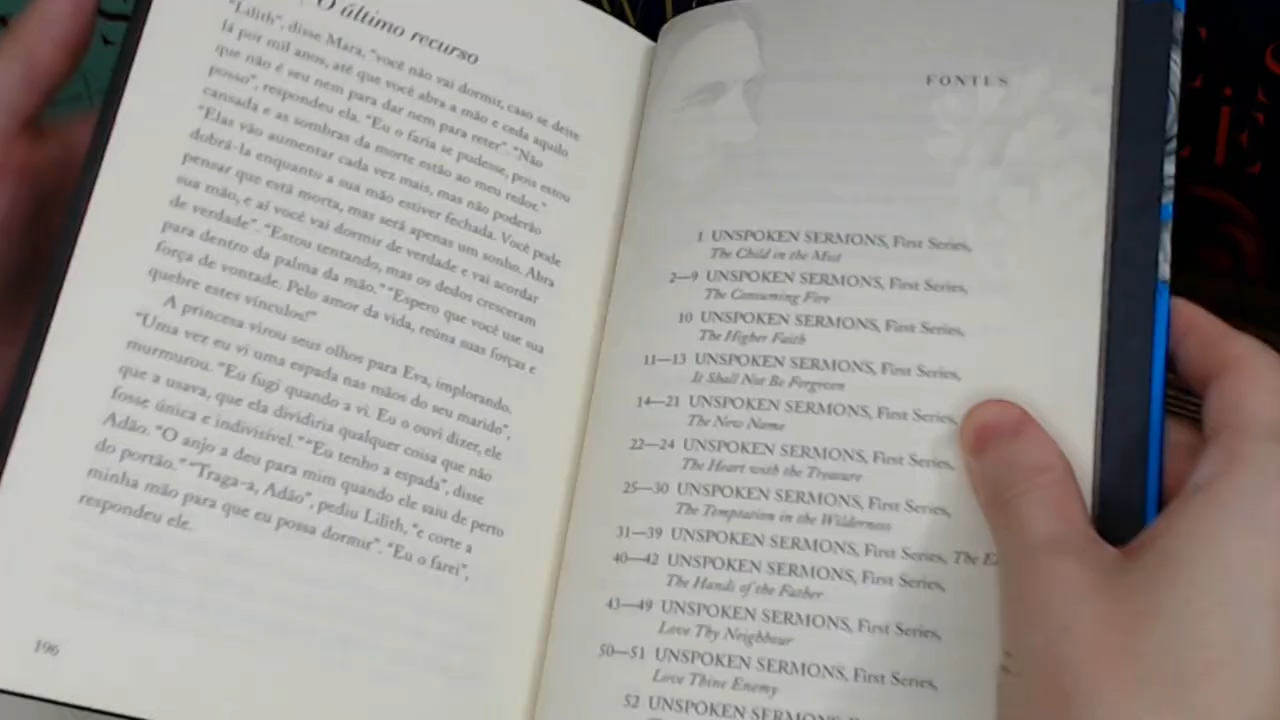 O último recurso
"Lilith", disse Mara, "você não vai dormir, caso se deite
lá por mil anos, até que você abra a mão e ceda aquilo
que não é seu nem para dar nem para reter". "Não
posso", respondeu ela. "Eu o faria se pudesse, pois estou
cansada e as sombras da morte estão ao meu redor."
"Elas vão aumentar cada vez mais, mas não poderão
dobrá-la enquanto a sua mão estiver fechada. Você pode
pensar que está morta, mas será apenas um sonho. Abra
sua mão, e aí você vai dormir de verdade e vai acordar
de verdade". "Estou tentando, mas os dedos cresceram
para dentro da palma da mão." "Espero que você use sua
força de vontade. Pelo amor da vida, reúna suas forças e
quebre estes vínculos!"
A princesa virou seus olhos para Eva, implorando.
"Uma vez eu vi uma espada nas mãos do seu marido",
murmurou. "Eu fugi quando a vi. Eu o ouvi dizer, ele
que a usava, que ela dividiria qualquer coisa que não
fosse única e indivisível." "Eu tenho a espada", disse
Adão. "O anjo a deu para mim quando ele saiu de perto
do portão." "Traga-a, Adão", pediu Lilith, "e corte a
minha mão para que eu possa dormir". "Eu o farei",
respondeu ele.
196
FONTES
1 UNSPOKEN SERMONS, First Series,
The Child in the Mist
2—9 UNSPOKEN SERMONS, First Series,
The Consuming Fire
10 UNSPOKEN SERMONS, First Series,
The Higher Faith
11—13 UNSPOKEN SERMONS, First Series,
It Shall Not Be Forgiven
14—21 UNSPOKEN SERMONS, First Series,
The New Name
22—24 UNSPOKEN SERMONS, First Series,
The Heart with the Treasure
25—30 UNSPOKEN SERMONS, First Series,
The Temptation in the Wilderness
31—39 UNSPOKEN SERMONS, First Series, The
40—42 UNSPOKEN SERMONS, First Series,
The Hands of the Father
43—49 UNSPOKEN SERMONS, First Series,
Love Thy Neighbour
50—51 UNSPOKEN SERMONS, First Series,
Love Thine Enemy
52 UNSPOKEN SERMONS,